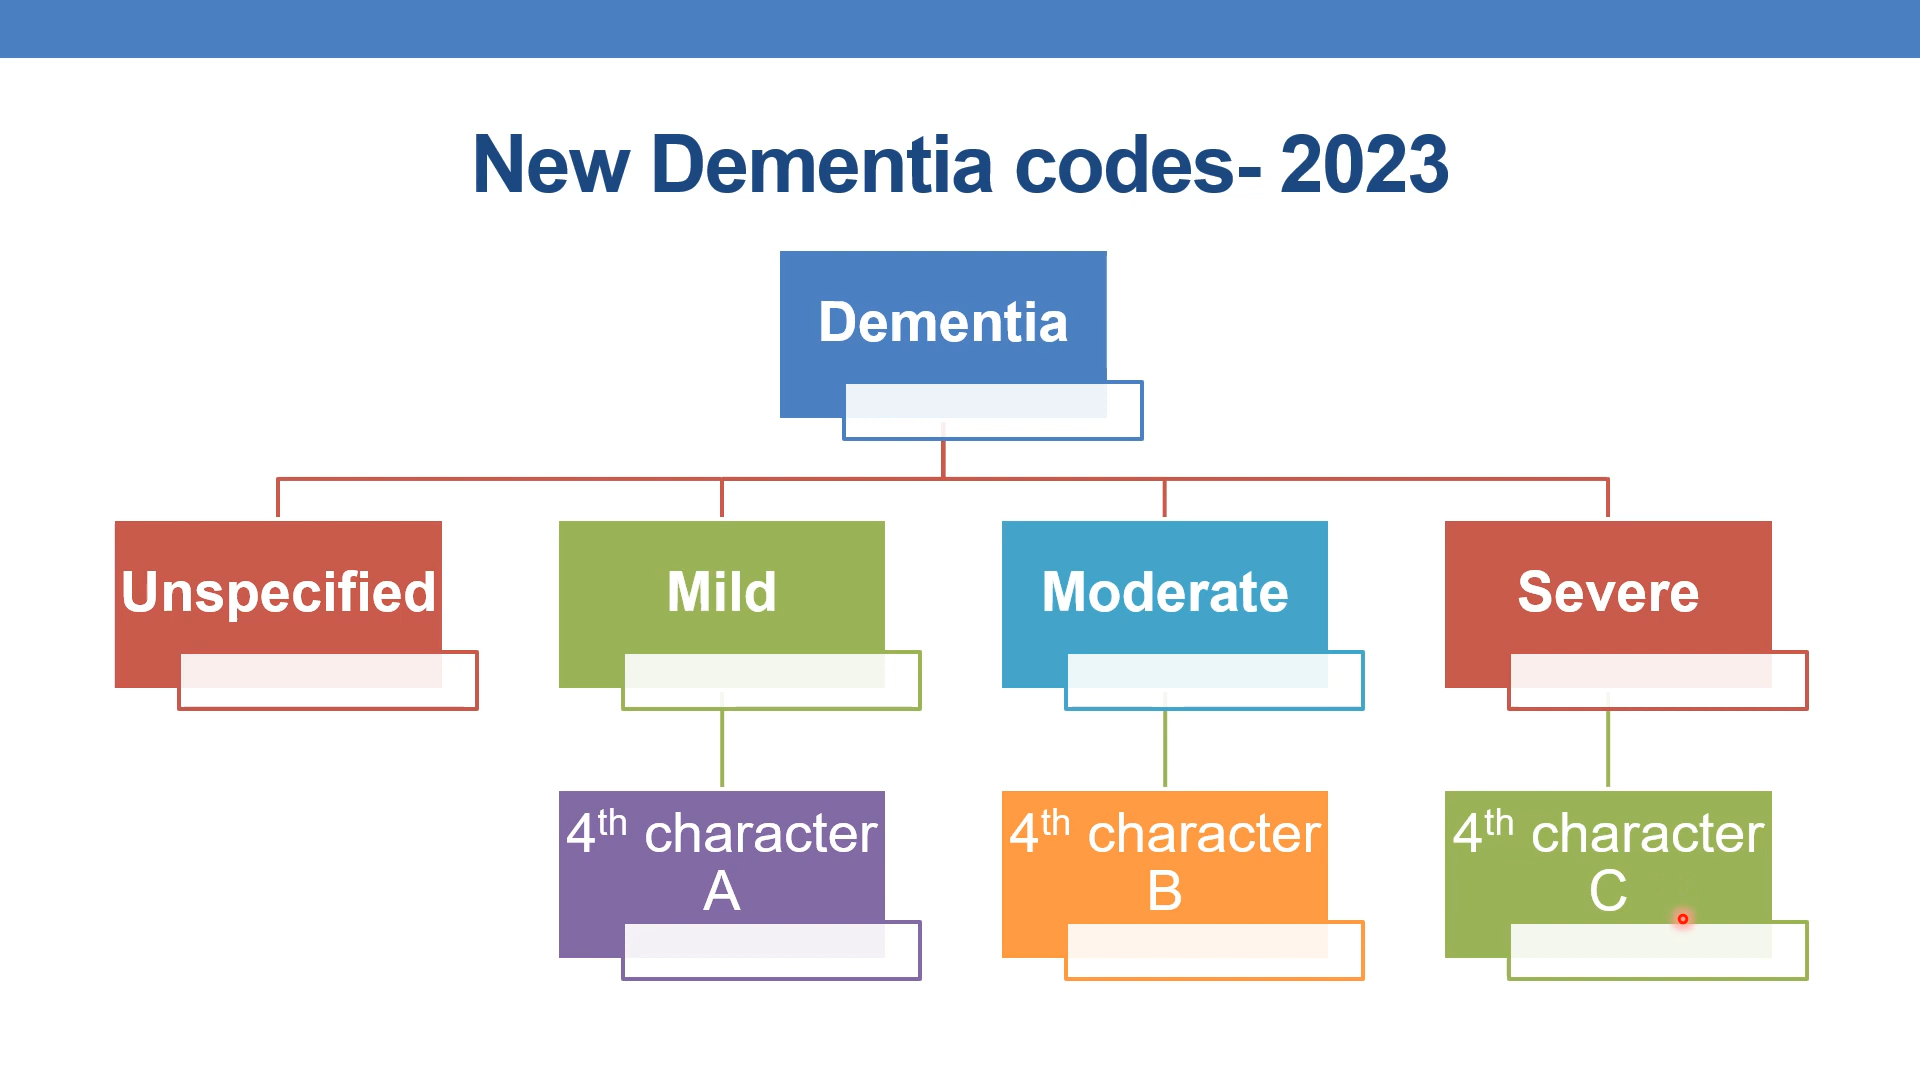 New Dementia codes- 2023
Dementia
Unspecified
Mild
Moderate
Severe
4th character
A
4th character
B
4th character
C